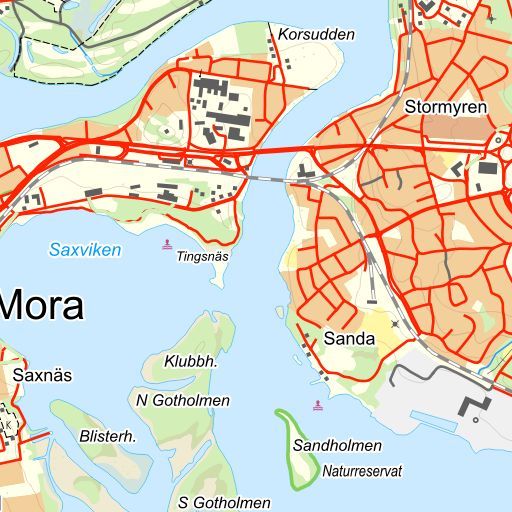 Korsudden
Stormyren
Saxviken
Tingsnäs
Mora
Sanda
Klubbh.
Saxnäs
N Gotholmen
Blisterh.
Sandholmen
Naturreservat
S Gotholmen
K